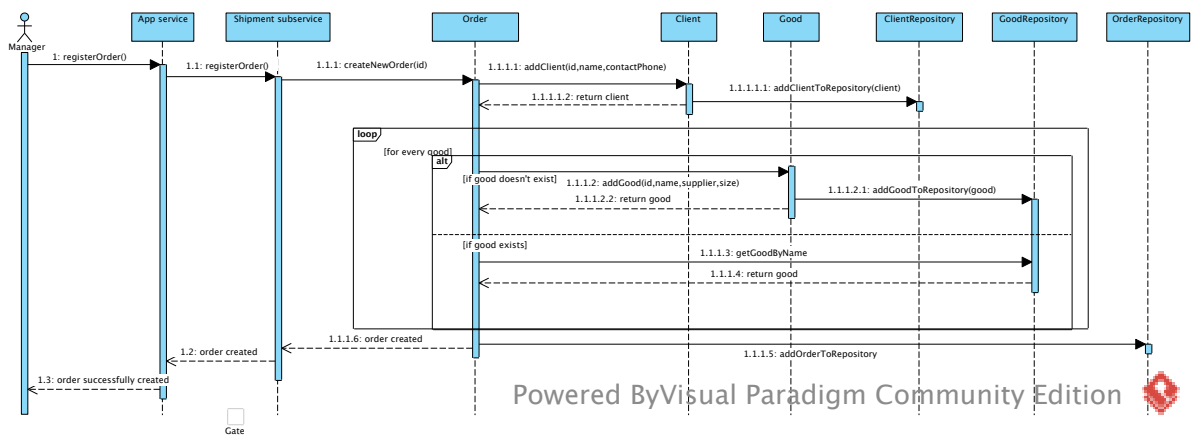 App service
Shipment subservice
Order
Client
Good
ClientRepository
GoodRepository
OrderRepository
Manager
1: registerOrder()
1.1: registerOrder()
1.1.1: createNewOrder(id)
1.1.1.1: addClient(id,name,contactPhone)
1.1.1.1.1: addClientToRepository(client)
1.1.1.1.2: return client
loop
[for every good]
alt
[if good doesn't exist]
1.1.1.2: addGood(id,name,supplier,size)
1.1.1.2.1: addGoodToRepository(good)
1.1.1.2.2: return good
[if good exists]
1.1.1.3: getGoodByName
1.1.1.4: return good
1.1.1.6: order created
1.2: order created
1.1.1.5: addOrderToRepository
1.3: order successfully created
Powered ByVisual Paradigm Community Edition
Gate